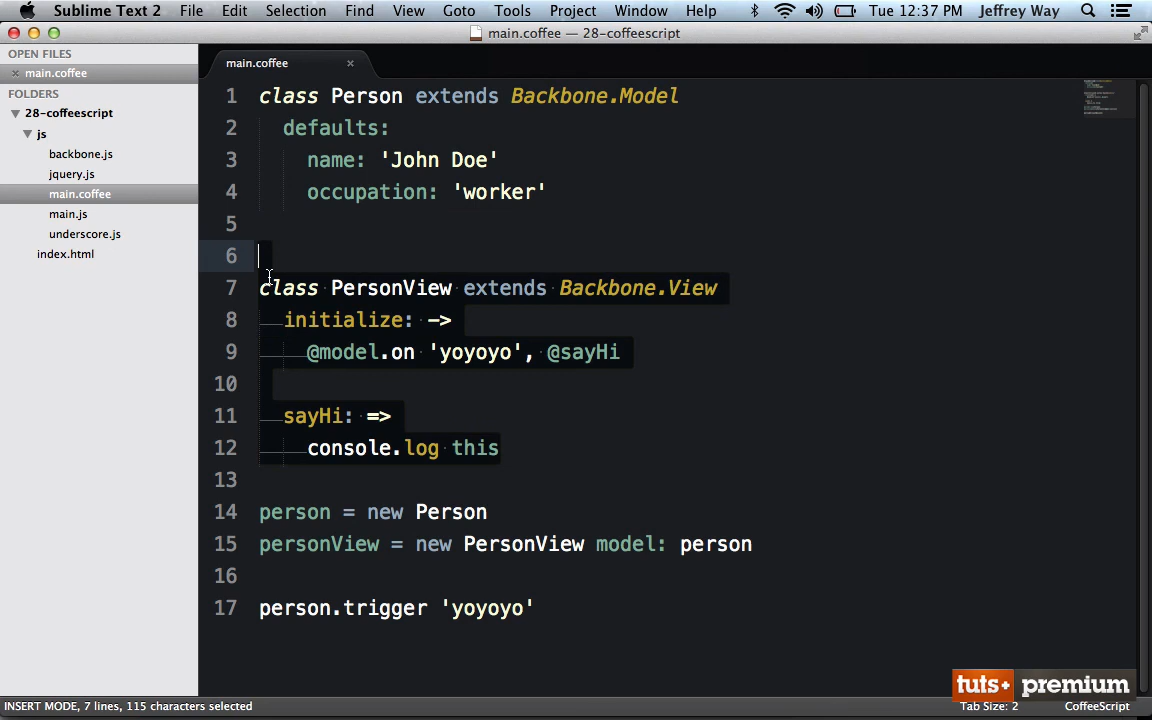 Sublime Text 2 File Edit Selection Find View Goto Tools Project Window Help Tue 12:37 PM Jeffrey Way
main.coffee — 28-coffeescript
OPEN FILES
× main.coffee
FOLDERS
28-coffeescript
js
backbone.js
jquery.js
main.coffee
main.js
underscore.js
index.html
main.coffee ×
1 class Person extends Backbone.Model
2 defaults:
3 name: 'John Doe'
4 occupation: 'worker'
5
6
7 class PersonView extends Backbone.View
8 initialize: ->
9 @model.on 'yoyoyo', @sayHi
10
11 sayHi: =>
12 console.log this
13
14 person = new Person
15 personView = new PersonView model: person
16
17 person.trigger 'yoyoyo'
tuts+ premium
INSERT MODE, 7 lines, 115 characters selected Tab Size: 2 CoffeeScript